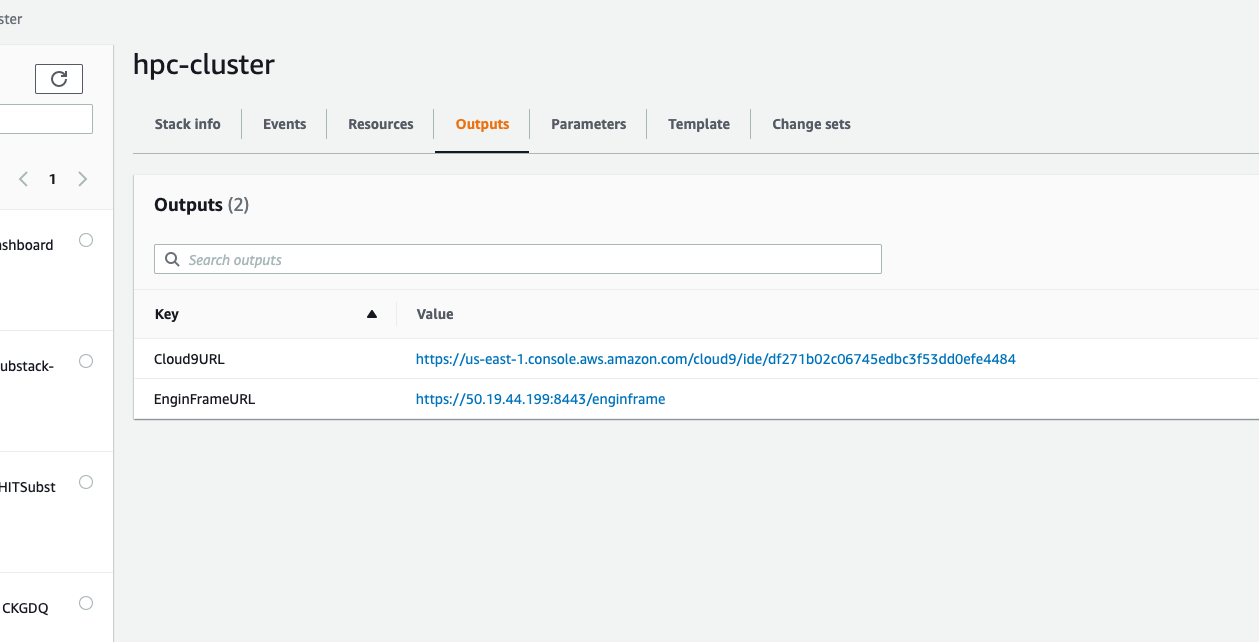 ster
hpc-cluster
Stack info Events Resources Outputs Parameters Template Change sets
1
Outputs (2)
ashboard
Search outputs
Key Value
Cloud9URL https://us-east-1.console.aws.amazon.com/cloud9/ide/df271b02c06745edbc3f53dd0efe4484
ubstack-
EnginFrameURL https://50.19.44.199:8443/enginframe
HITSubst
CKGDQ